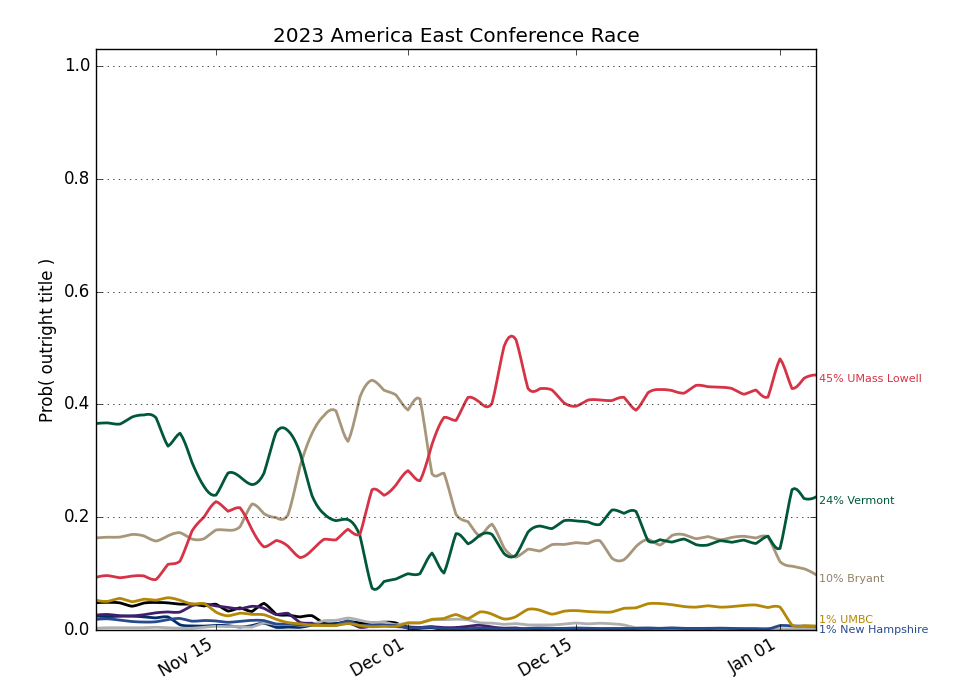 2023 America East Conference Race
Prob( outright title )
1.0
0.8
0.6
0.4
0.2
0.0
45% UMass Lowell
24% Vermont
10% Bryant
1% UMBC
1% New Hampshire
Nov 15
Dec 01
Dec 15
Jan 01